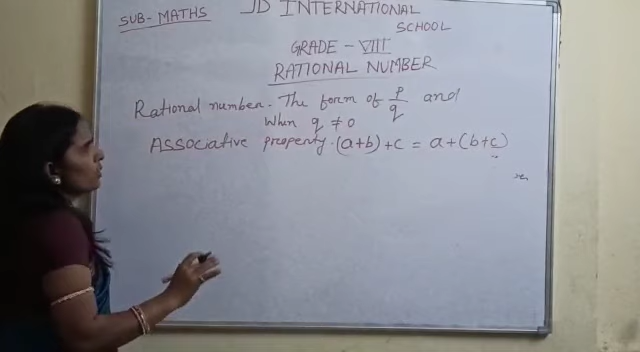 SUB- MATHS
JD INTERNATIONAL
SCHOOL
GRADE - VIII
RATIONAL NUMBER
Rational number. The form of p/q and
when q ≠ 0
Associative property. (a+b)+c = a+(b+c)